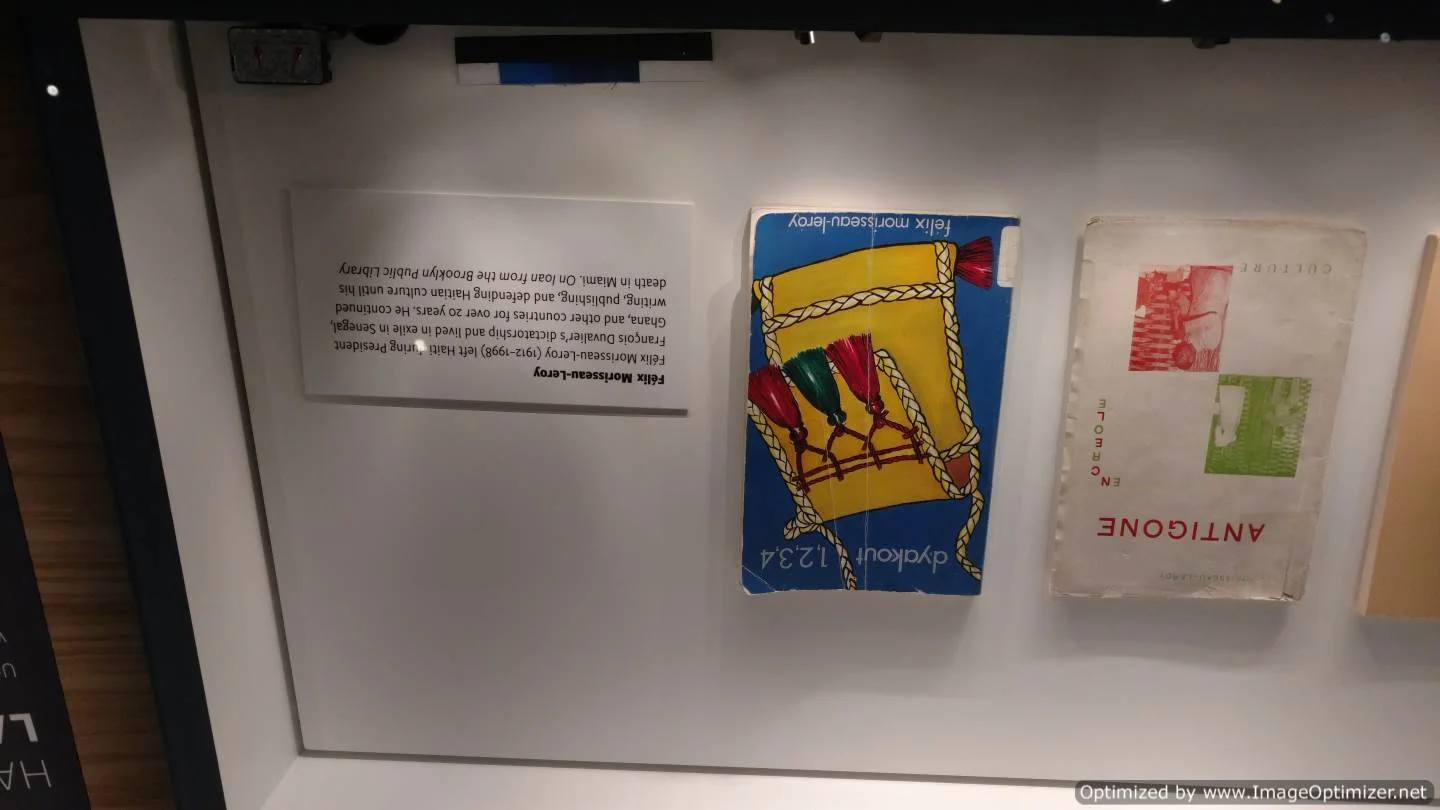 Félix Morisseau-Leroy
Félix Morisseau-Leroy (1912–1998) left Haiti during President
François Duvalier's dictatorship and lived in exile in Senegal,
Ghana, and other countries for over 20 years. He continued
writing, publishing, and defending Haitian culture until his
death in Miami. On loan from the Brooklyn Public Library
dyakout 1,2,3,4
félix morisseau-leroy
ANTIGONE
EN CREOLE
CULTURE
Optimized by www.ImageOptimizer.net